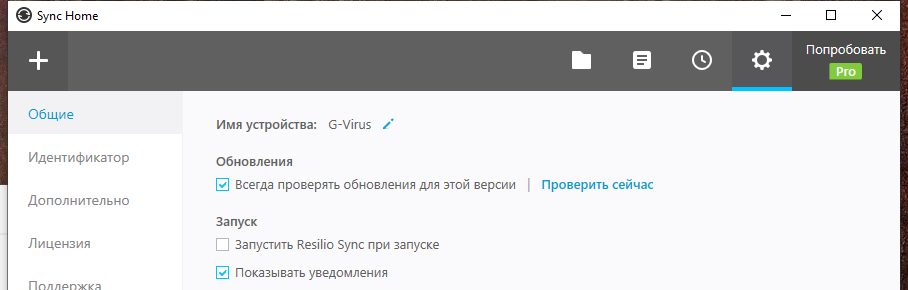 Sync Home
Попробовать
Pro
Общие
Идентификатор
Дополнительно
Лицензия
Поддержка
Имя устройства: G-Virus
Обновления
Всегда проверять обновления для этой версии | Проверить сейчас
Запуск
Запустить Resilio Sync при запуске
Показывать уведомления